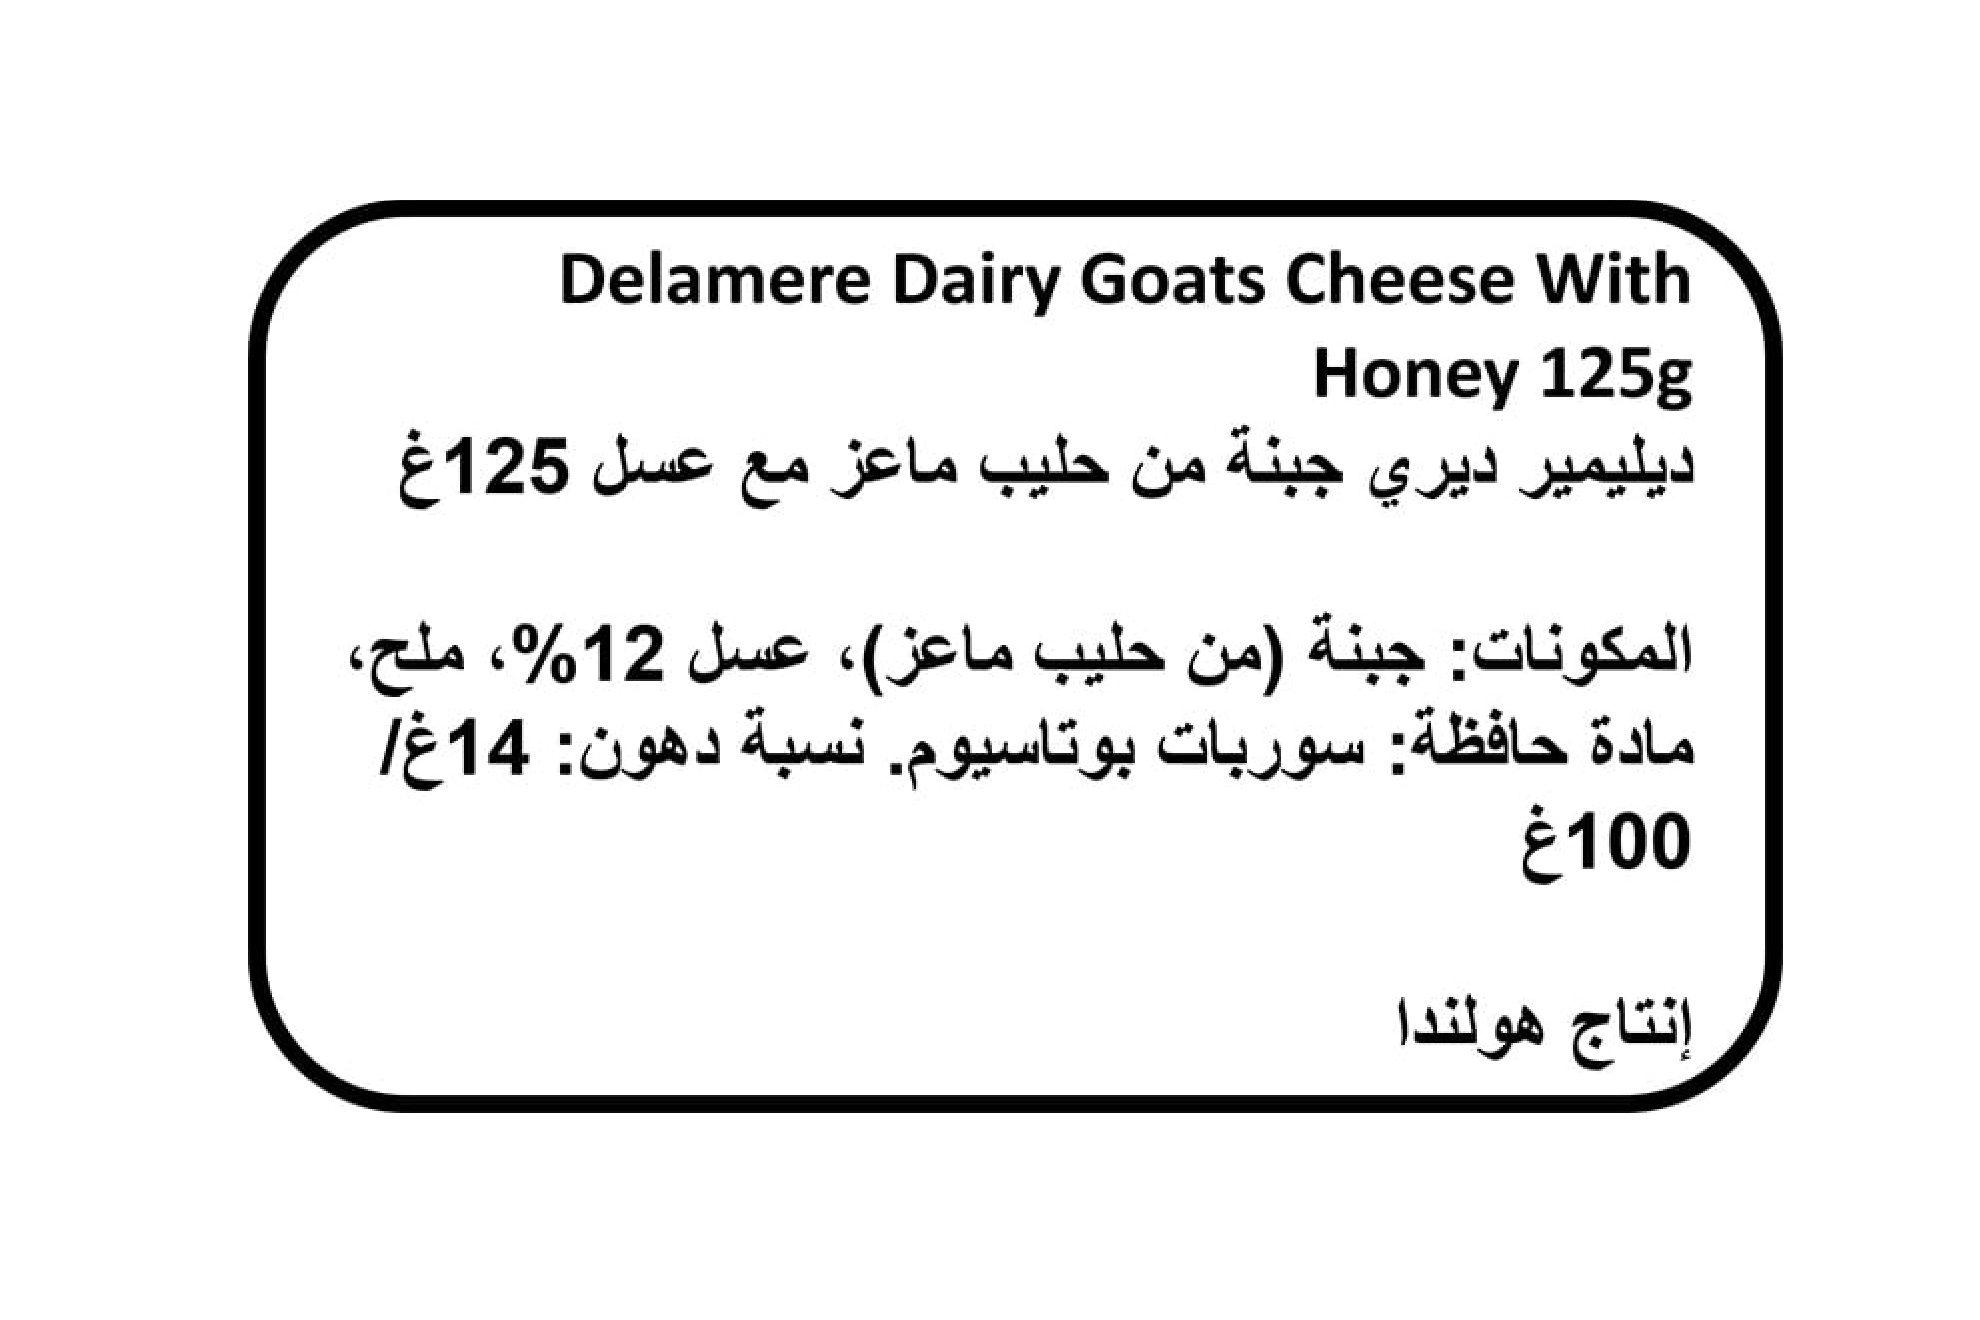 Delamere Dairy Goats Cheese With
Honey 125g
ديليمير ديري جبنة من حليب ماعز مع عسل 125غ
المكونات: جبنة (من حليب ماعز)، عسل 12%، ملح،
مادة حافظة: سوربات بوتاسيوم. نسبة دهون: 14غ/
100غ
إنتاج هولندا